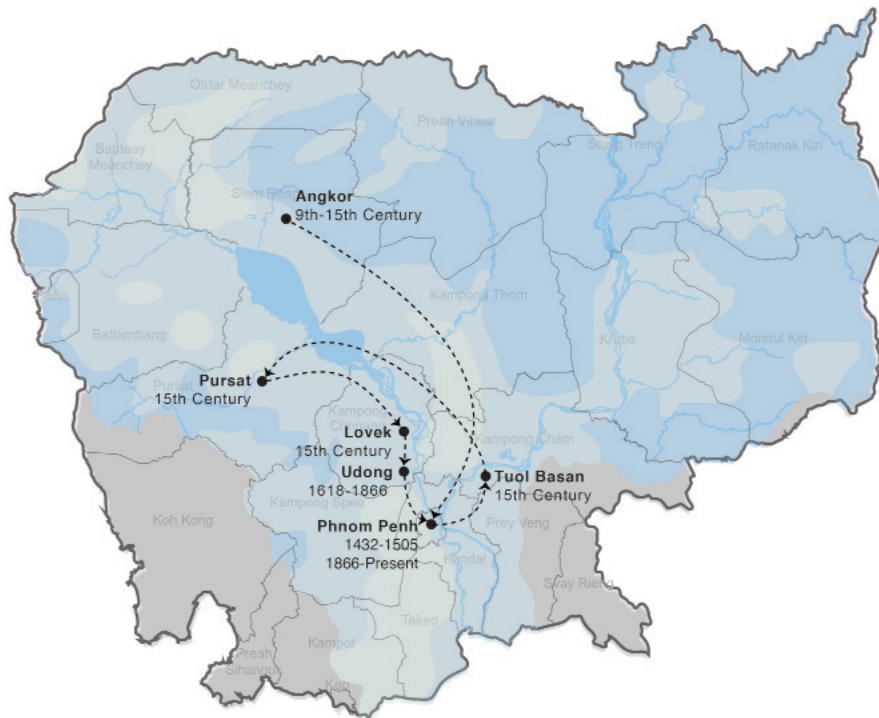 Otdar Meanchey
Preah Vihear
Stung Treng
Ratanak Kiri
Banteay
Meanchey
Siem Reap
Angkor
9th-15th Century
Pailin
Battambang
Kampong Thom
Kratie
Mondul Kiri
Pursat
Pursat
15th Century
Kampong
Chhnang
Lovek
15th Century
Kampong Cham
Udong
1618-1866
Tuol Basan
15th Century
Koh Kong
Kampong Speu
Phnom Penh
1432-1505
1866-Present
Prey Veng
Kandal
Svay Rieng
Takeo
Kampot
Preah
Sihanouk
Kep